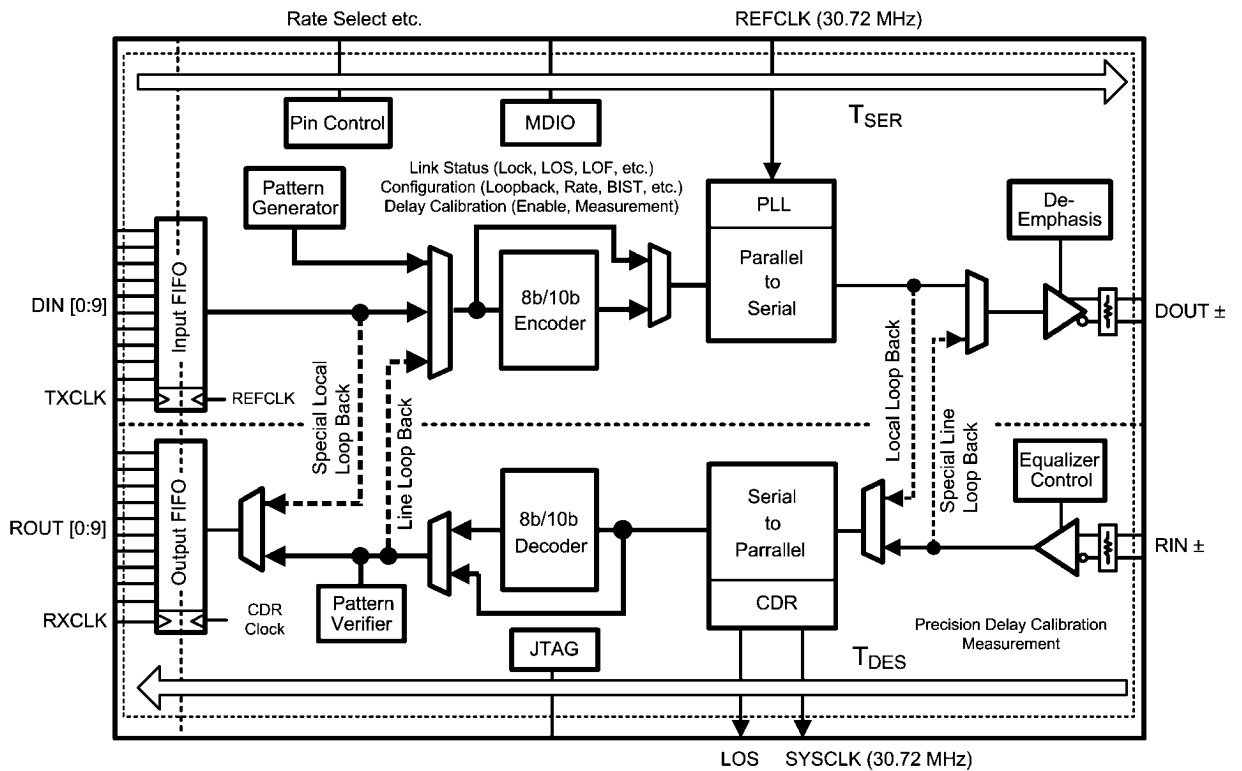 Rate Select etc.
REFCLK (30.72 MHz)
TSER
Pin Control
MDIO
Link Status (Lock, LOS, LOF, etc.)
Configuration (Loopback, Rate, BIST, etc.)
Delay Calibration (Enable, Measurement)
Pattern
Generator
PLL
Parallel
to
Serial
De-
Emphasis
Input FIFO
DIN [0:9]
8b/10b
Encoder
DOUT ±
TXCLK
REFCLK
Special Local
Loop Back
Line Loop Back
Local Loop Back
Special Line
Loop Back
Output FIFO
ROUT [0:9]
8b/10b
Decoder
Serial
to
Parrallel
CDR
Equalizer
Control
RIN ±
RXCLK
CDR
Clock
Pattern
Verifier
Precision Delay Calibration
Measurement
JTAG
TDES
LOS
SYSCLK (30.72 MHz)